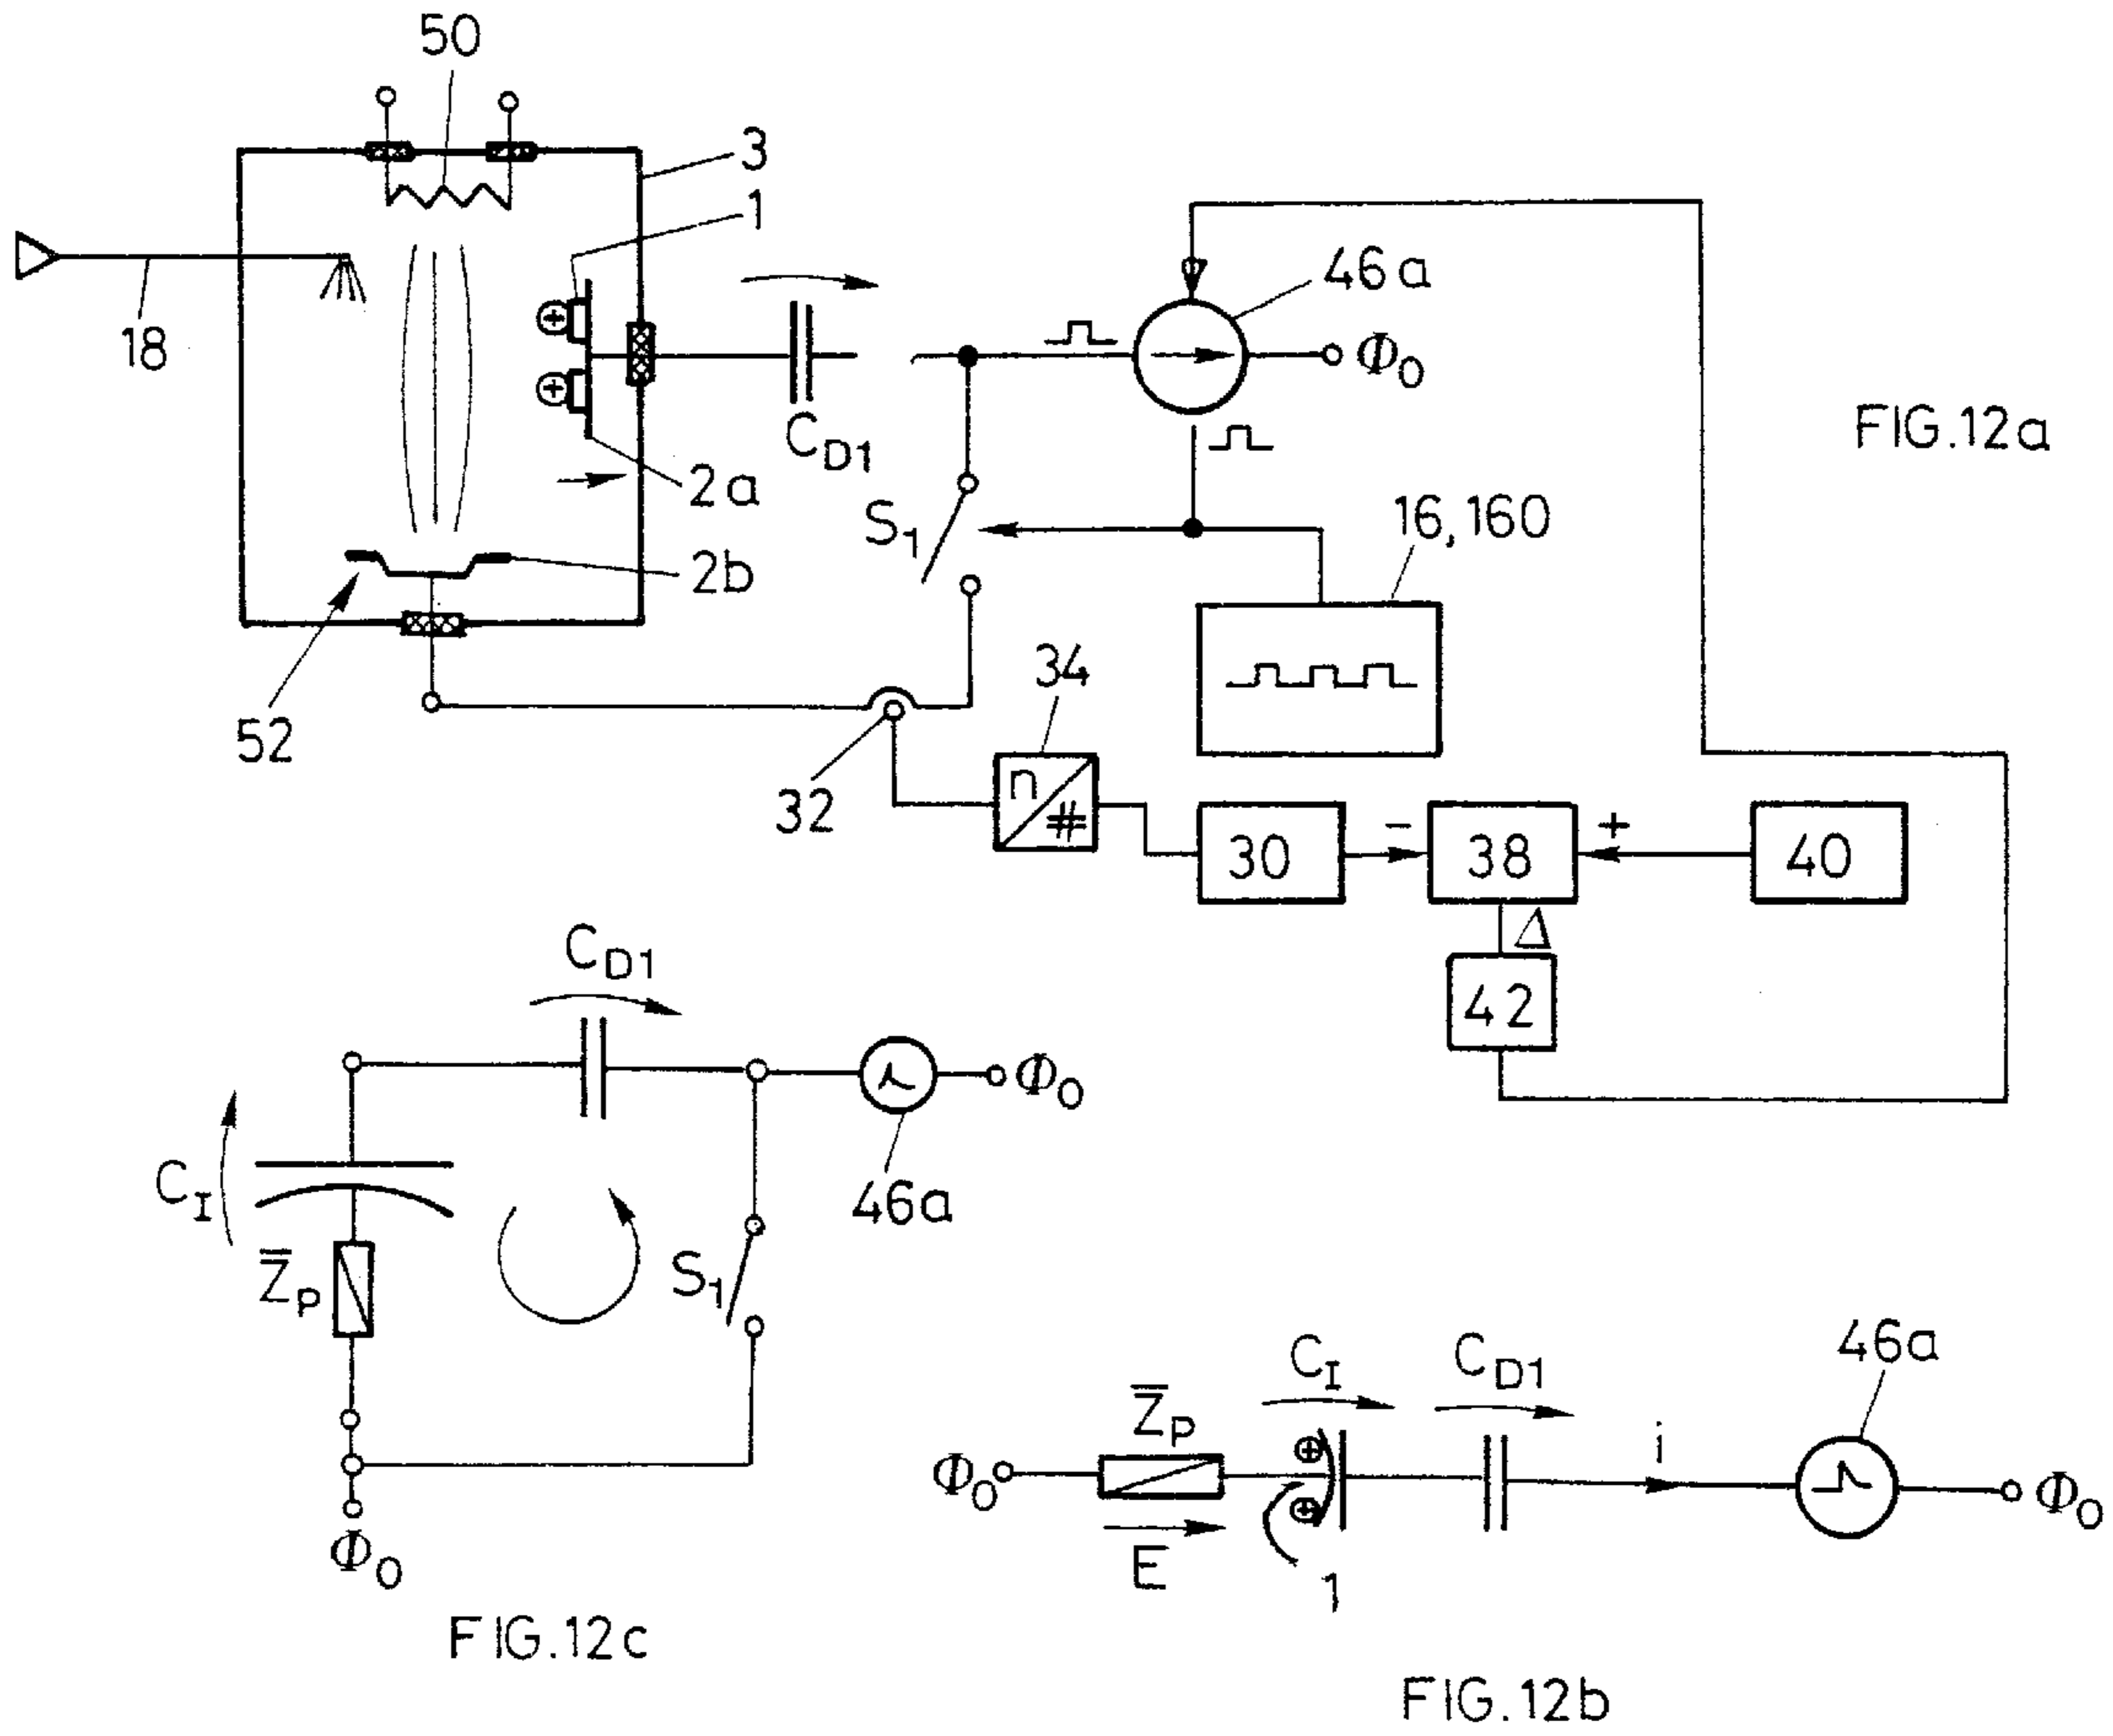 50
3
1
18
46a
Φ0
CD1
2a
S1
2b
16,160
FIG.12a
52
32
34
n
#
30
-
38
+
40
Δ
42
CD1
Φ0
CI
Z̅P
S1
46a
Φ0
FIG.12c
46a
CI
CD1
Z̅P
i
Φ0
Φ0
E
1
FIG.12b